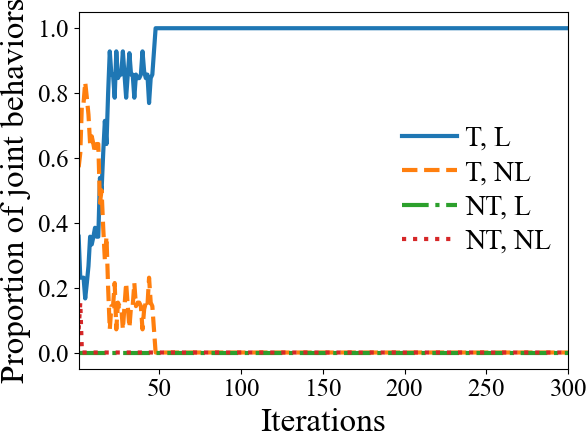 Proportion of joint behaviors
1.0
0.8
0.6
0.4
0.2
0.0
T, L
T, NL
NT, L
NT, NL
50 100 150 200 250 300
Iterations